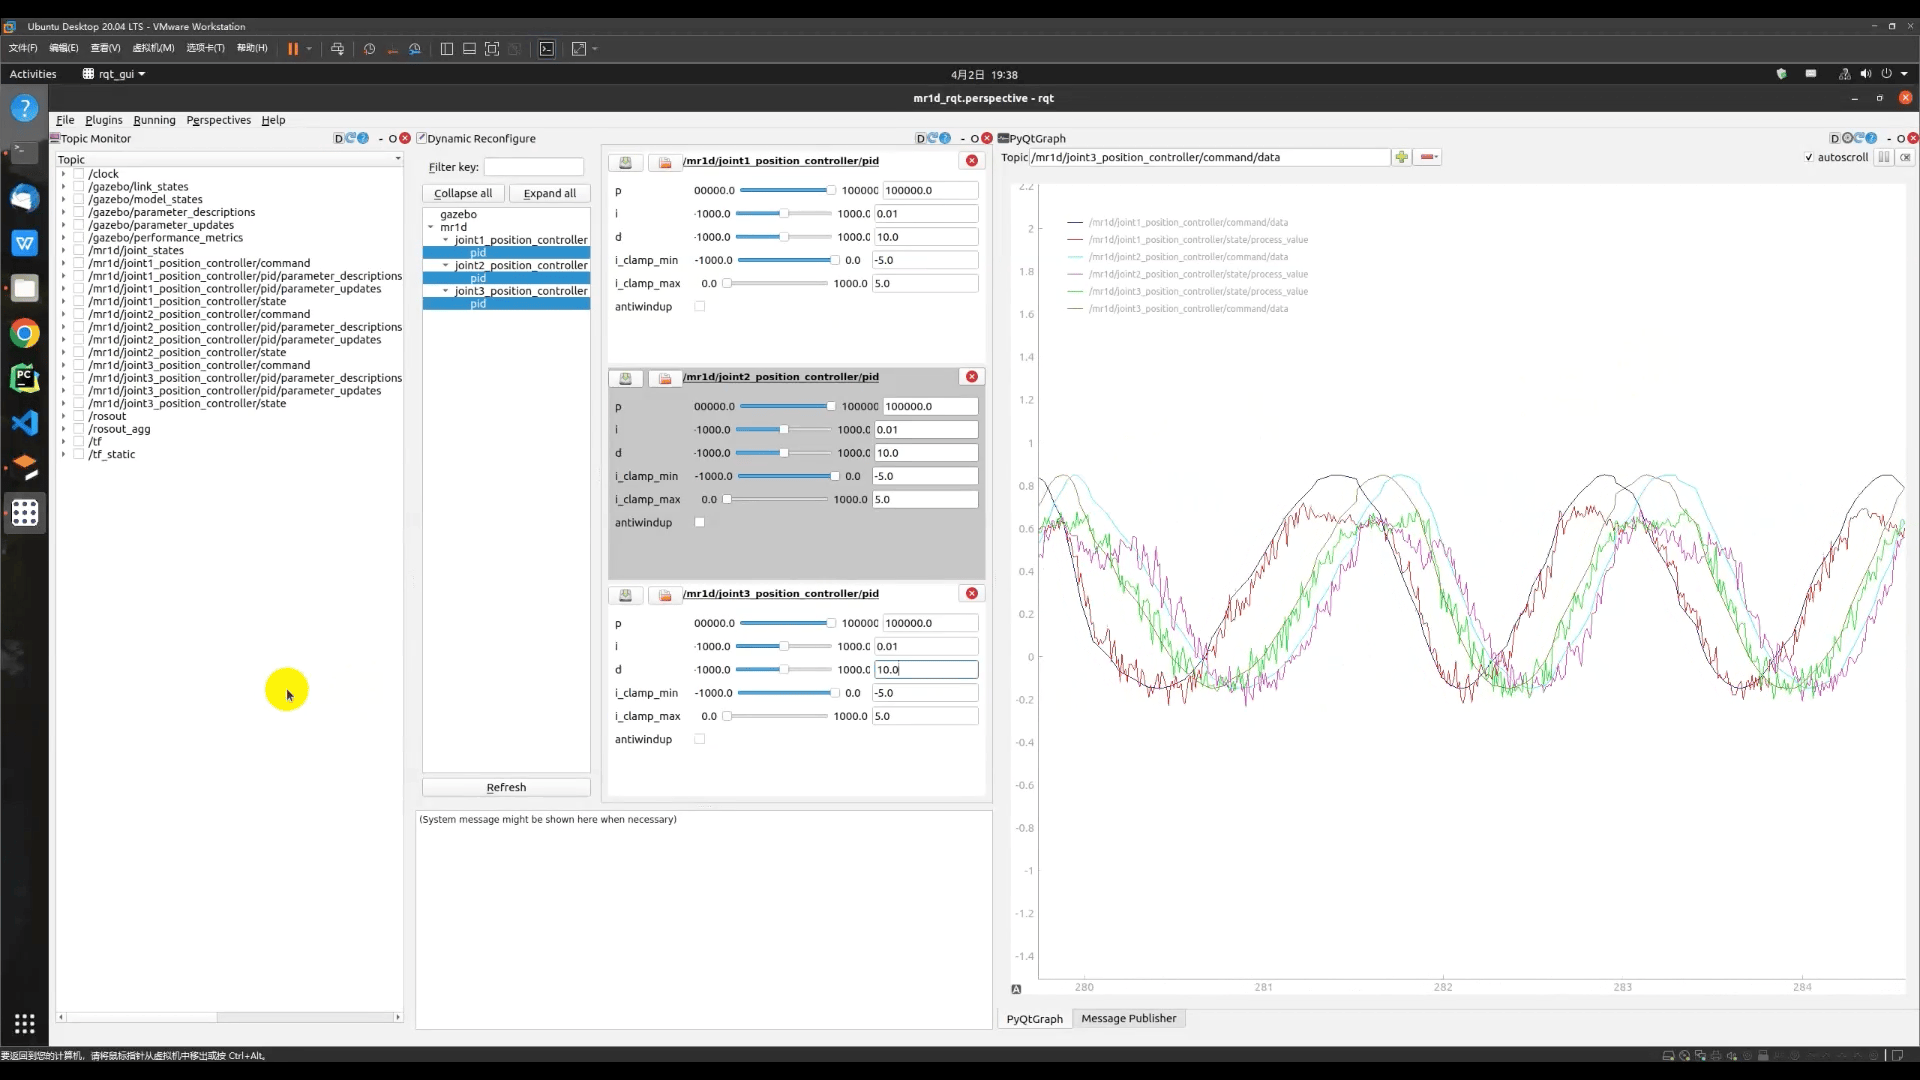 Ubuntu Desktop 20.04 LTS - VMware Workstation
文件(F) 编辑(E) 查看(V) 虚拟机(M) 选项卡(T) 帮助(H)
Activities rqt_gui 4月2日 19:38
mr1d_rqt.perspective - rqt
File Plugins Running Perspectives Help
Topic Monitor
Topic
/clock
/gazebo/link_states
/gazebo/model_states
/gazebo/parameter_descriptions
/gazebo/parameter_updates
/gazebo/performance_metrics
/mr1d/joint_states
/mr1d/joint1_position_controller/command
/mr1d/joint1_position_controller/pid/parameter_descriptions
/mr1d/joint1_position_controller/pid/parameter_updates
/mr1d/joint1_position_controller/state
/mr1d/joint2_position_controller/command
/mr1d/joint2_position_controller/pid/parameter_descriptions
/mr1d/joint2_position_controller/pid/parameter_updates
/mr1d/joint2_position_controller/state
/mr1d/joint3_position_controller/command
/mr1d/joint3_position_controller/pid/parameter_descriptions
/mr1d/joint3_position_controller/pid/parameter_updates
/mr1d/joint3_position_controller/state
/rosout
/rosout_agg
/tf
/tf_static
Dynamic Reconfigure
Filter key:
Collapse all Expand all
gazebo
mr1d
joint1_position_controller
pid
joint2_position_controller
pid
joint3_position_controller
pid
Refresh
/mr1d/joint1_position_controller/pid
p 00000.0 100000 100000.0
i -1000.0 1000.0 0.01
d -1000.0 1000.0 10.0
i_clamp_min -1000.0 0.0 -5.0
i_clamp_max 0.0 1000.0 5.0
antiwindup
/mr1d/joint2_position_controller/pid
p 00000.0 100000 100000.0
i -1000.0 1000.0 0.01
d -1000.0 1000.0 10.0
i_clamp_min -1000.0 0.0 -5.0
i_clamp_max 0.0 1000.0 5.0
antiwindup
/mr1d/joint3_position_controller/pid
p 00000.0 100000 100000.0
i -1000.0 1000.0 0.01
d -1000.0 1000.0 10.0
i_clamp_min -1000.0 0.0 -5.0
i_clamp_max 0.0 1000.0 5.0
antiwindup
(System message might be shown here when necessary)
PyQtGraph
Topic /mr1d/joint3_position_controller/command/data autoscroll
/mr1d/joint1_position_controller/command/data
/mr1d/joint1_position_controller/state/process_value
/mr1d/joint2_position_controller/command/data
/mr1d/joint2_position_controller/state/process_value
/mr1d/joint3_position_controller/state/process_value
/mr1d/joint3_position_controller/command/data
2.2
2
1.8
1.6
1.4
1.2
1
0.8
0.6
0.4
0.2
0
-0.2
-0.4
-0.6
-0.8
-1
-1.2
-1.4
280 281 282 283 284
PyQtGraph Message Publisher
要返回到您的计算机，请将鼠标指针从虚拟机中移出或按 Ctrl+Alt。